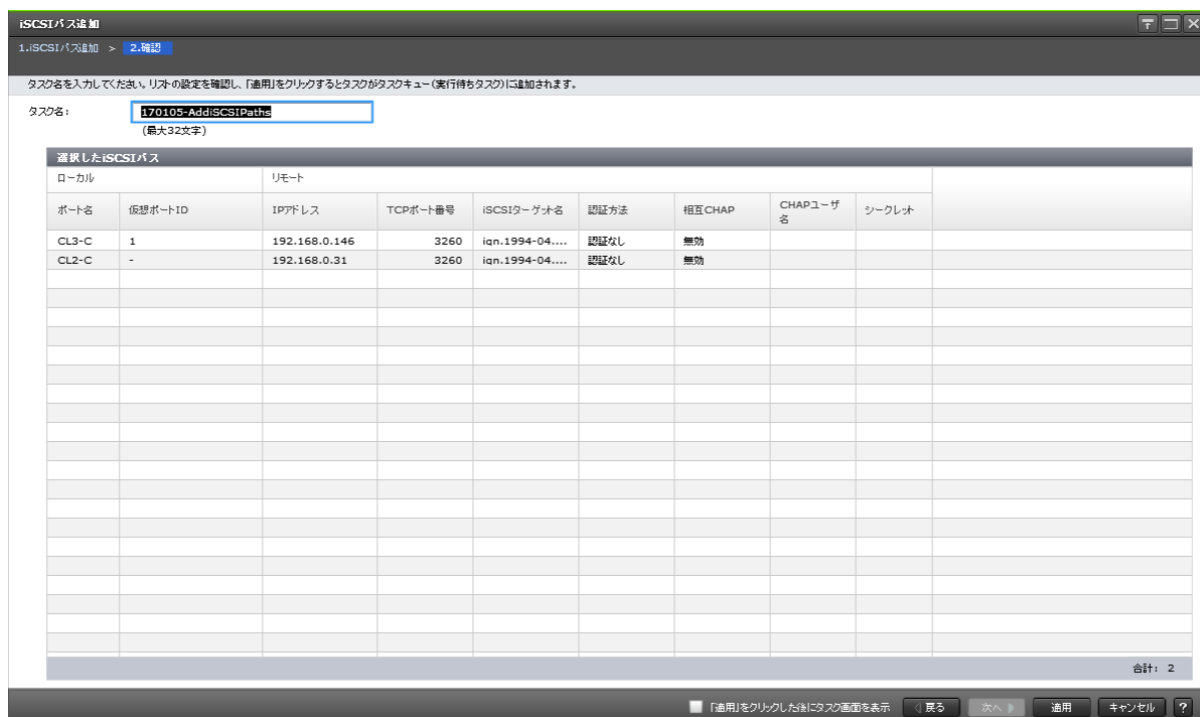 iSCSIパス追加
1.iSCSIパス追加 > 2.確認
タスク名を入力してください。リストの設定を確認し、「適用」をクリックするとタスクがタスクキュー(実行待ちタスク)に追加されます。
タスク名: 170105-AddiSCSIPaths
(最大32文字)
選択したiSCSIパス
ローカル リモート
ポート名 仮想ポートID IPアドレス TCPポート番号 iSCSIターゲット名 認証方法 相互CHAP CHAPユーザ名 シークレット
CL3-C 1 192.168.0.146 3260 iqn.1994-04.... 認証なし 無効
CL2-C - 192.168.0.31 3260 iqn.1994-04.... 認証なし 無効
合計: 2
「適用」をクリックした後にタスク画面を表示 戻る 次へ 適用 キャンセル ?